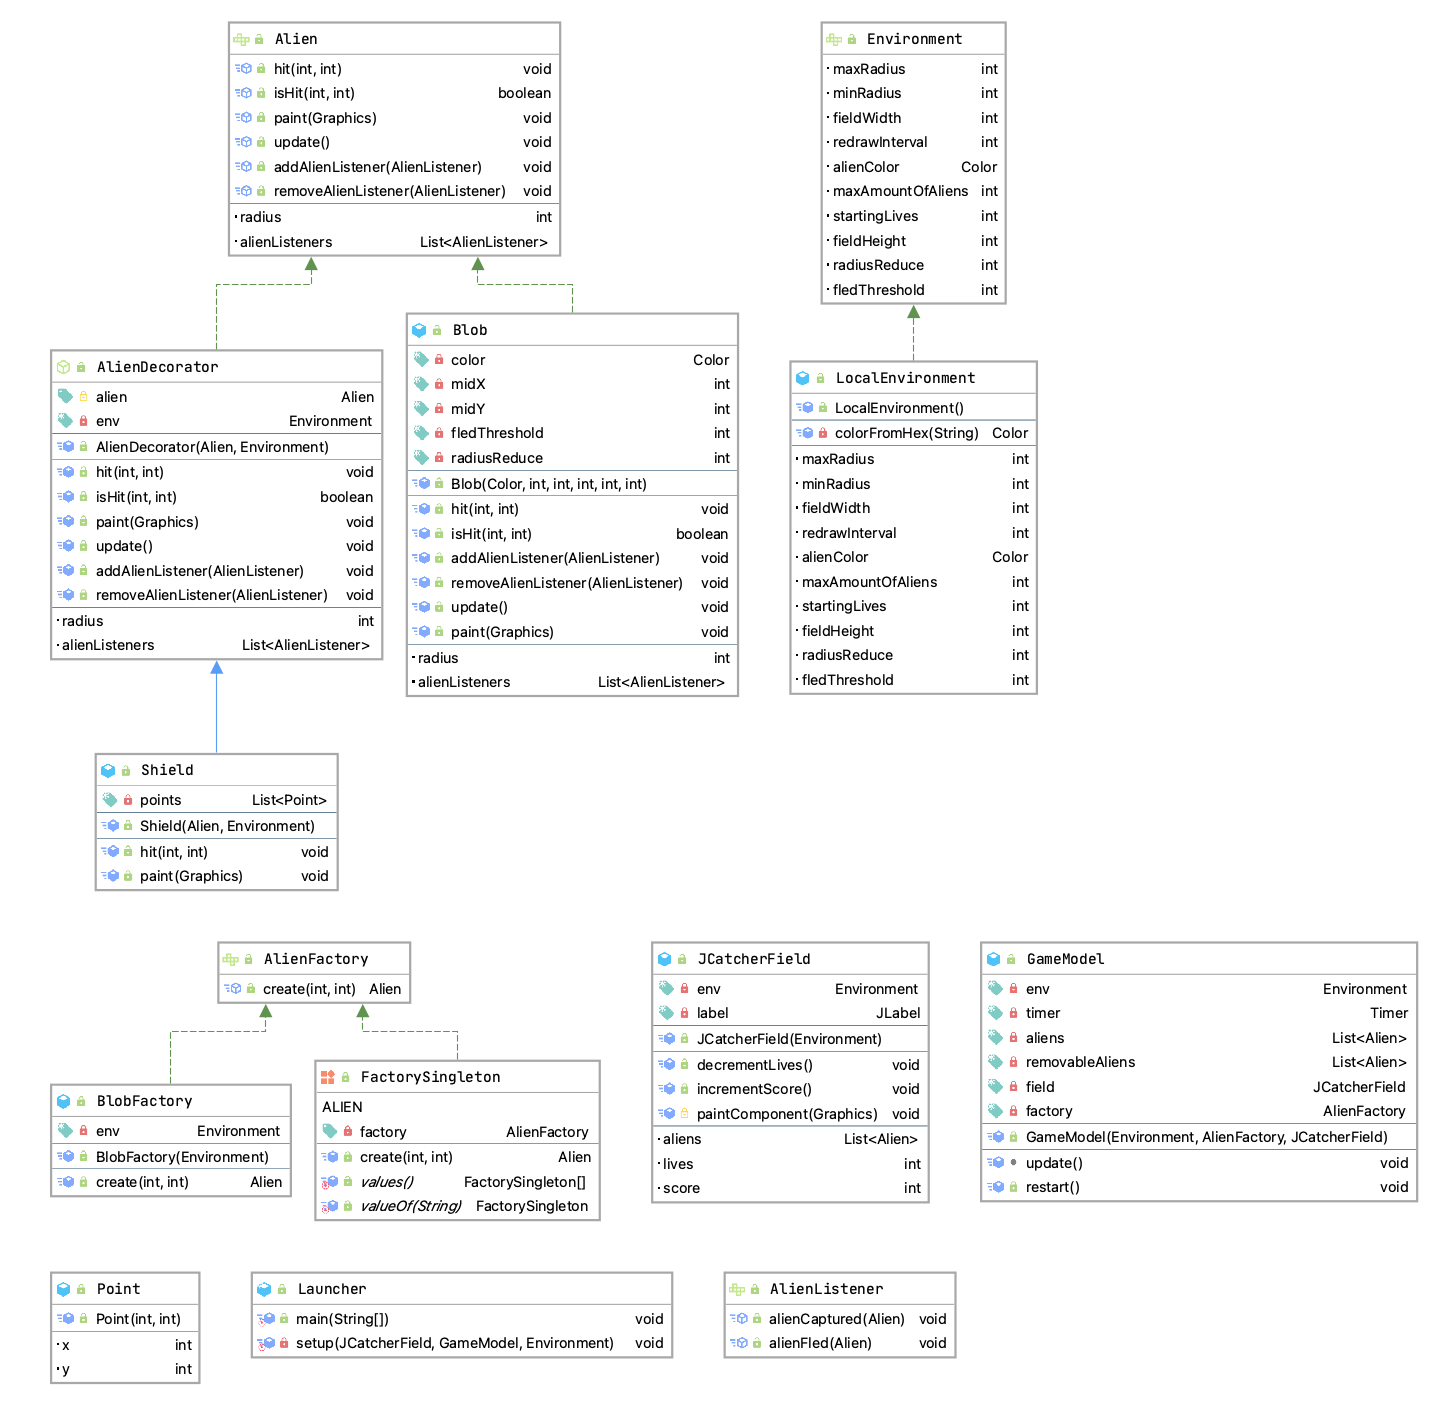 Alien
hit(int, int) void
isHit(int, int) boolean
paint(Graphics) void
update() void
addAlienListener(AlienListener) void
removeAlienListener(AlienListener) void
radius int
alienListeners List<AlienListener>
Environment
maxRadius int
minRadius int
fieldWidth int
redrawInterval int
alienColor Color
maxAmountOfAliens int
startingLives int
fieldHeight int
radiusReduce int
fledThreshold int
AlienDecorator
alien Alien
env Environment
AlienDecorator(Alien, Environment)
hit(int, int) void
isHit(int, int) boolean
paint(Graphics) void
update() void
addAlienListener(AlienListener) void
removeAlienListener(AlienListener) void
radius int
alienListeners List<AlienListener>
Blob
color Color
midX int
midY int
fledThreshold int
radiusReduce int
Blob(Color, int, int, int, int, int)
hit(int, int) void
isHit(int, int) boolean
addAlienListener(AlienListener) void
removeAlienListener(AlienListener) void
update() void
paint(Graphics) void
radius int
alienListeners List<AlienListener>
LocalEnvironment
LocalEnvironment()
colorFromHex(String) Color
maxRadius int
minRadius int
fieldWidth int
redrawInterval int
alienColor Color
maxAmountOfAliens int
startingLives int
fieldHeight int
radiusReduce int
fledThreshold int
Shield
points List<Point>
Shield(Alien, Environment)
hit(int, int) void
paint(Graphics) void
AlienFactory
create(int, int) Alien
BlobFactory
env Environment
BlobFactory(Environment)
create(int, int) Alien
FactorySingleton
ALIEN
factory AlienFactory
create(int, int) Alien
values() FactorySingleton[]
valueOf(String) FactorySingleton
JCatcherField
env Environment
label JLabel
JCatcherField(Environment)
decrementLives() void
incrementScore() void
paintComponent(Graphics) void
aliens List<Alien>
lives int
score int
GameModel
env Environment
timer Timer
aliens List<Alien>
removableAliens List<Alien>
field JCatcherField
factory AlienFactory
GameModel(Environment, AlienFactory, JCatcherField)
update() void
restart() void
Point
Point(int, int)
x int
y int
Launcher
main(String[]) void
setup(JCatcherField, GameModel, Environment) void
AlienListener
alienCaptured(Alien) void
alienFled(Alien) void